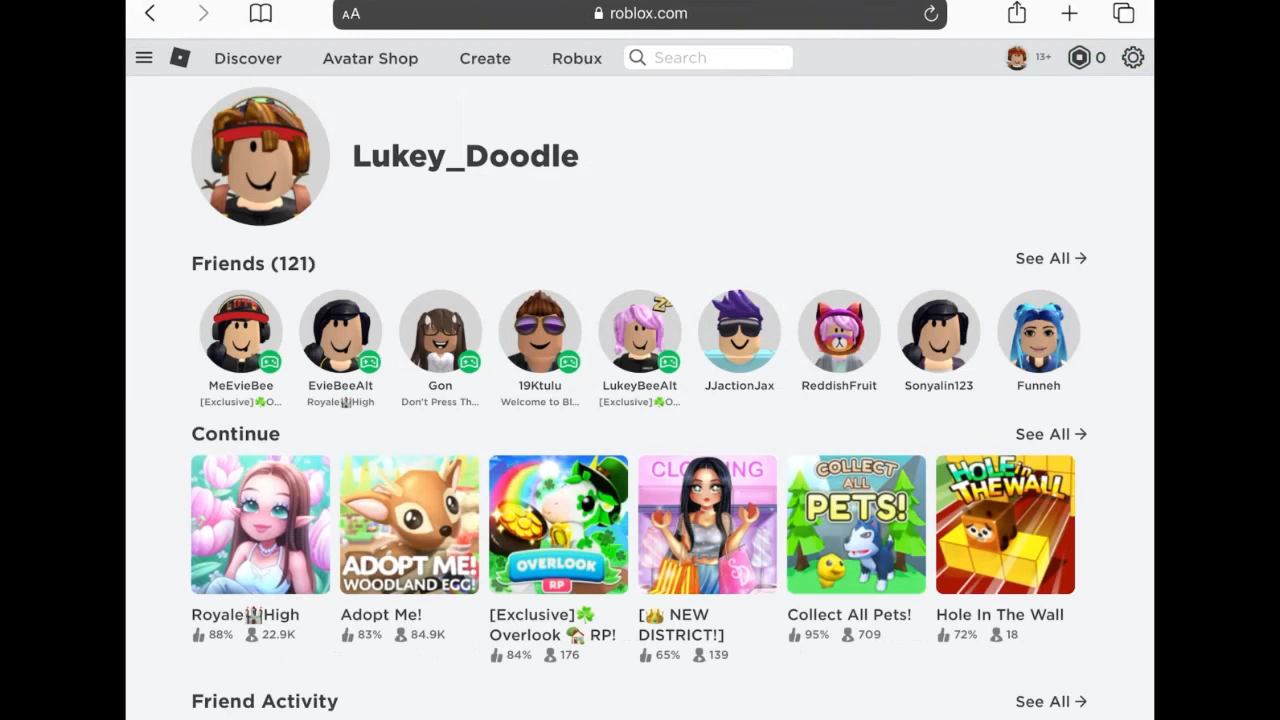 AA roblox.com
Discover Avatar Shop Create Robux Search 13+ 0
Lukey_Doodle
Friends (121) See All →
MeEvieBee EvieBeeAlt Gon 19Ktulu LukeyBeeAlt JJactionJax ReddishFruit Sonyalin123 Funneh
[Exclusive]☘️O... Royale🏰High Don't Press Th... Welcome to Bl... [Exclusive]☘️O...
Continue See All →
ADOPT ME!
WOODLAND EGG!
OVERLOOK
RP
CLOTHING
COLLECT
ALL
PETS!
HOLE in
THE WALL
Royale🏰High Adopt Me! [Exclusive]☘️ [👑 NEW Collect All Pets! Hole In The Wall
Overlook 🏡 RP! DISTRICT!]
88% 22.9K 83% 84.9K 95% 709 72% 18
84% 176 65% 139
Friend Activity See All →